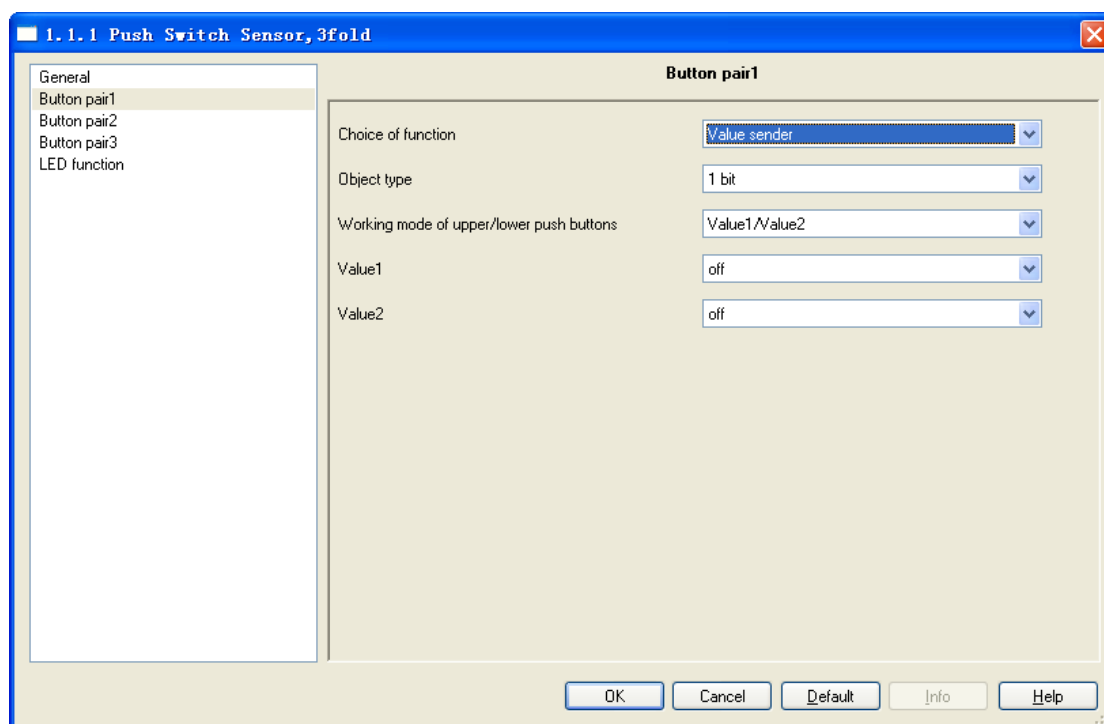 1.1.1 Push Switch Sensor,3fold
General
Button pair1
Button pair2
Button pair3
LED function
Button pair1
Choice of function Value sender
Object type 1 bit
Working mode of upper/lower push buttons Value1/Value2
Value1 off
Value2 off
OK Cancel Default Info Help